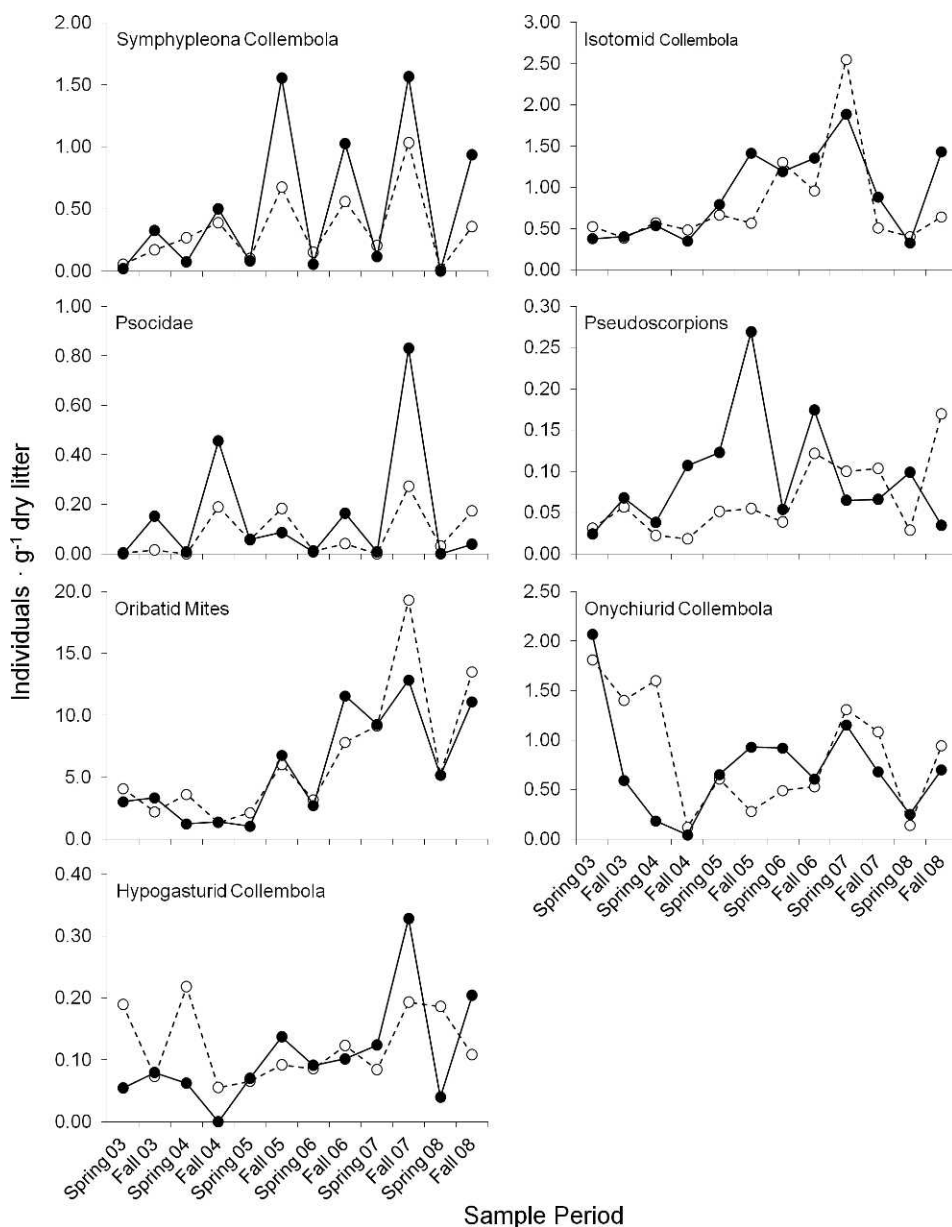 Symphypleona Collembola
2.00
1.50
1.00
0.50
0.00
Isotomid Collembola
3.00
2.50
2.00
1.50
1.00
0.50
0.00
Psocidae
1.00
0.80
0.60
0.40
0.20
0.00
Pseudoscorpions
0.30
0.25
0.20
0.15
0.10
0.05
0.00
Individuals · g-1 dry litter
Oribatid Mites
20.0
15.0
10.0
5.0
0.0
Onychiurid Collembola
2.50
2.00
1.50
1.00
0.50
0.00
Spring 03
Fall 03
Spring 04
Fall 04
Spring 05
Fall 05
Spring 06
Fall 06
Spring 07
Fall 07
Spring 08
Fall 08
Hypogasturid Collembola
0.40
0.30
0.20
0.10
0.00
Spring 03
Fall 03
Spring 04
Fall 04
Spring 05
Fall 05
Spring 06
Fall 06
Spring 07
Fall 07
Spring 08
Fall 08
Sample Period